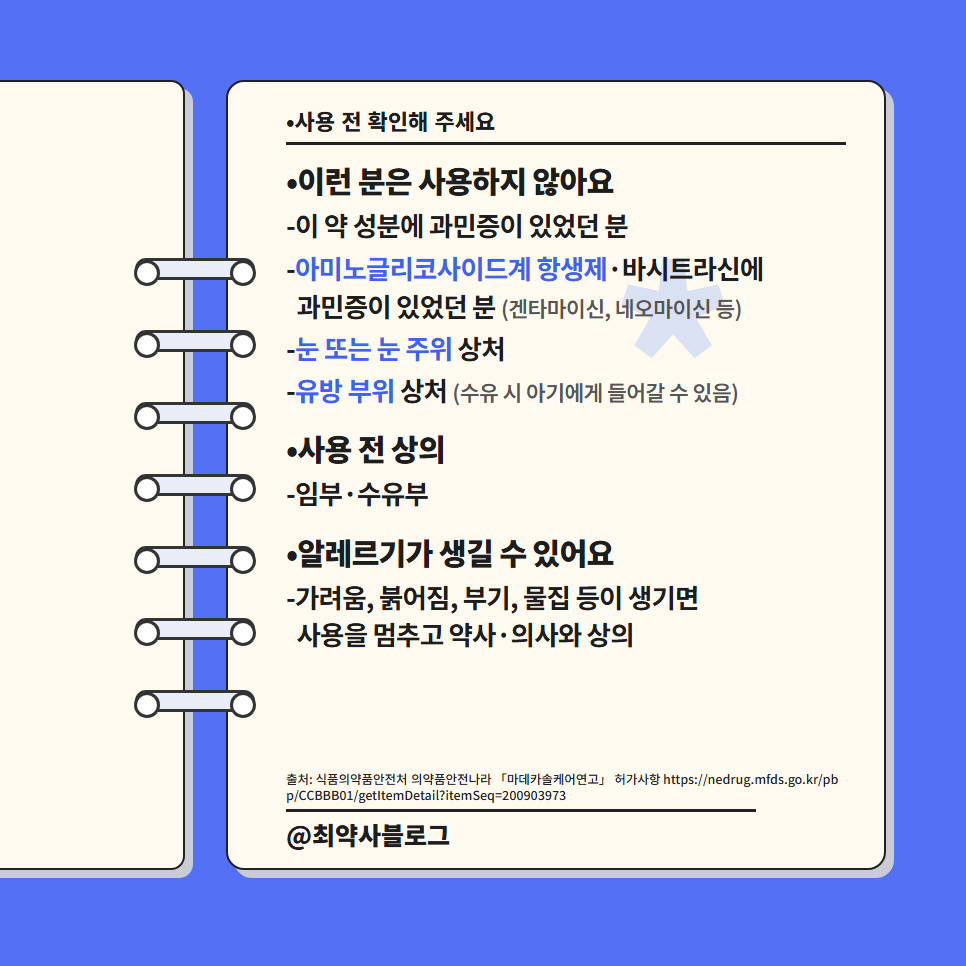 •사용 전 확인해 주세요
•이런 분은 사용하지 않아요
-이 약 성분에 과민증이 있었던 분
-아미노글리코사이드계 항생제·바시트라신에
과민증이 있었던 분 (겐타마이신, 네오마이신 등)
-눈 또는 눈 주위 상처
-유방 부위 상처 (수유 시 아기에게 들어갈 수 있음)
•사용 전 상의
-임부·수유부
•알레르기가 생길 수 있어요
-가려움, 붉어짐, 부기, 물집 등이 생기면
사용을 멈추고 약사·의사와 상의
출처: 식품의약품안전처 의약품안전나라 「마데카솔케어연고」 허가사항 https://nedrug.mfds.go.kr/pb
p/CCBBB01/getItemDetail?itemSeq=200903973
@최약사블로그